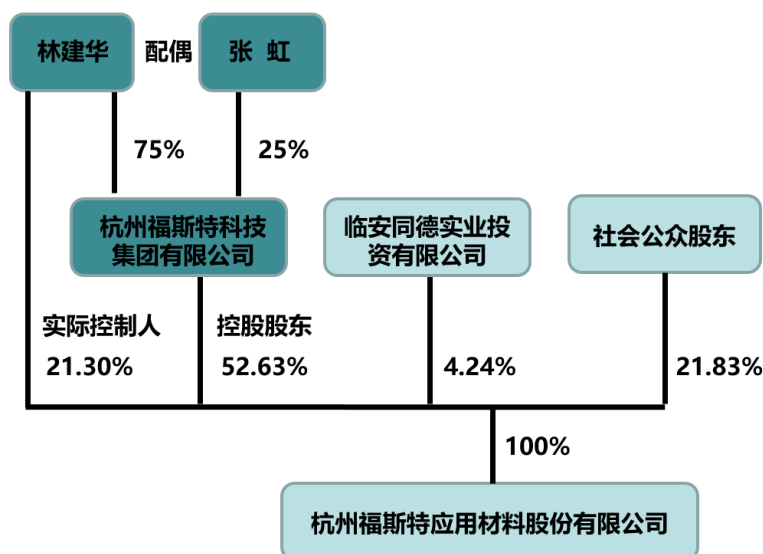 林建华
配偶
张 虹
75%
25%
杭州福斯特科技
集团有限公司
临安同德实业投
资有限公司
社会公众股东
实际控制人
21.30%
控股股东
52.63%
4.24%
21.83%
100%
杭州福斯特应用材料股份有限公司